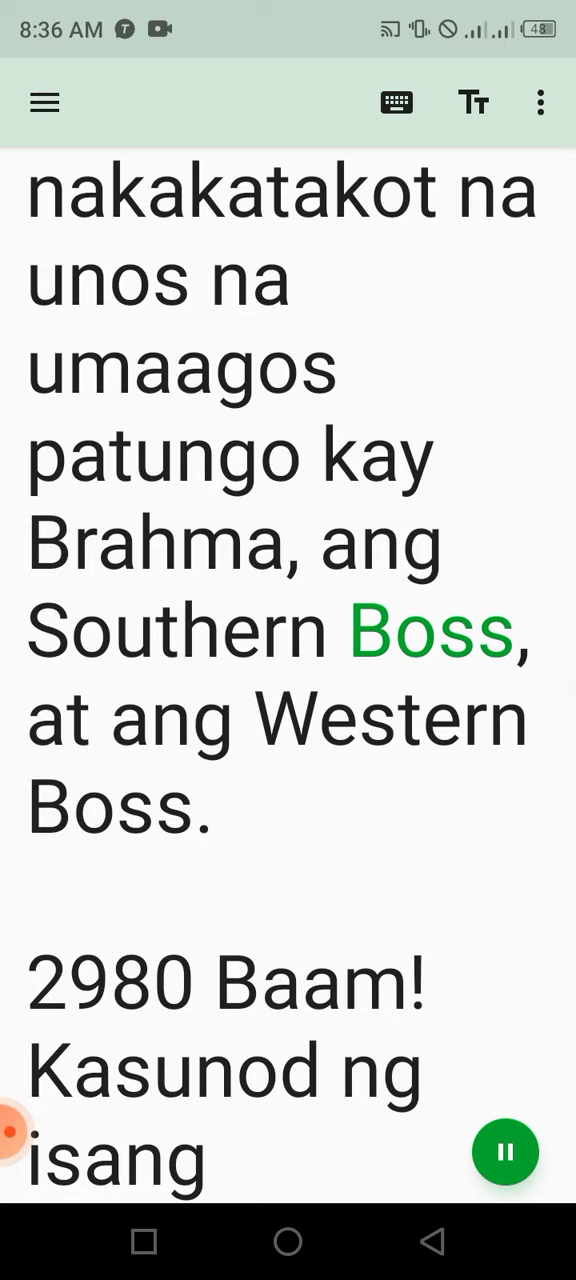 8:36 AM
48
nakakatakot na
unos na
umaagos
patungo kay
Brahma, ang
Southern Boss,
at ang Western
Boss.
2980 Baam!
Kasunod ng
isang